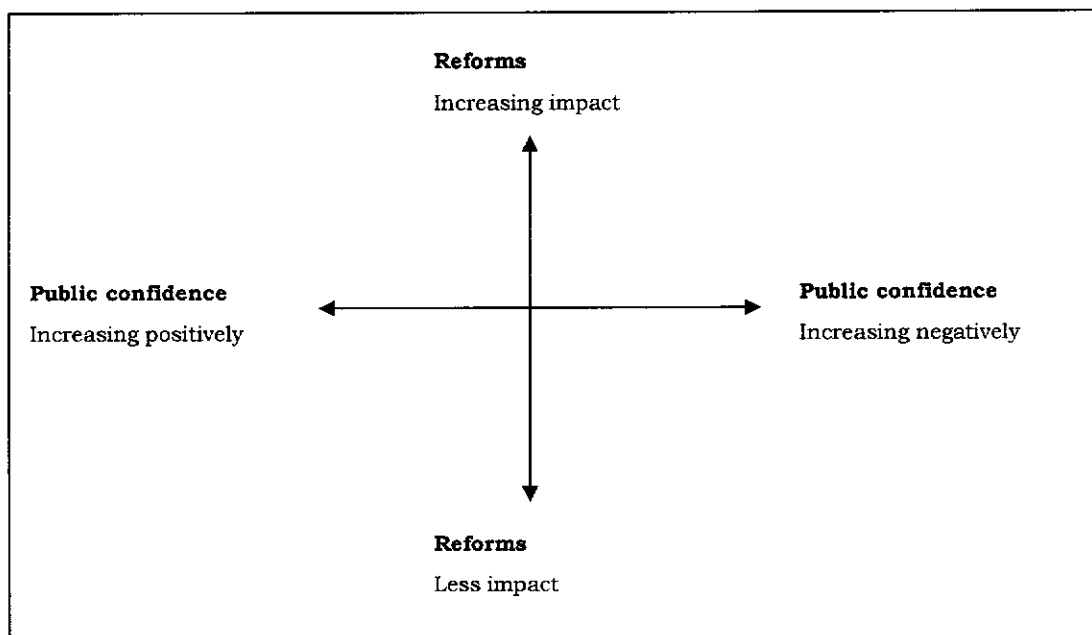 Reforms
Increasing impact
Public confidence
Increasing positively
Public confidence
Increasing negatively
Reforms
Less impact